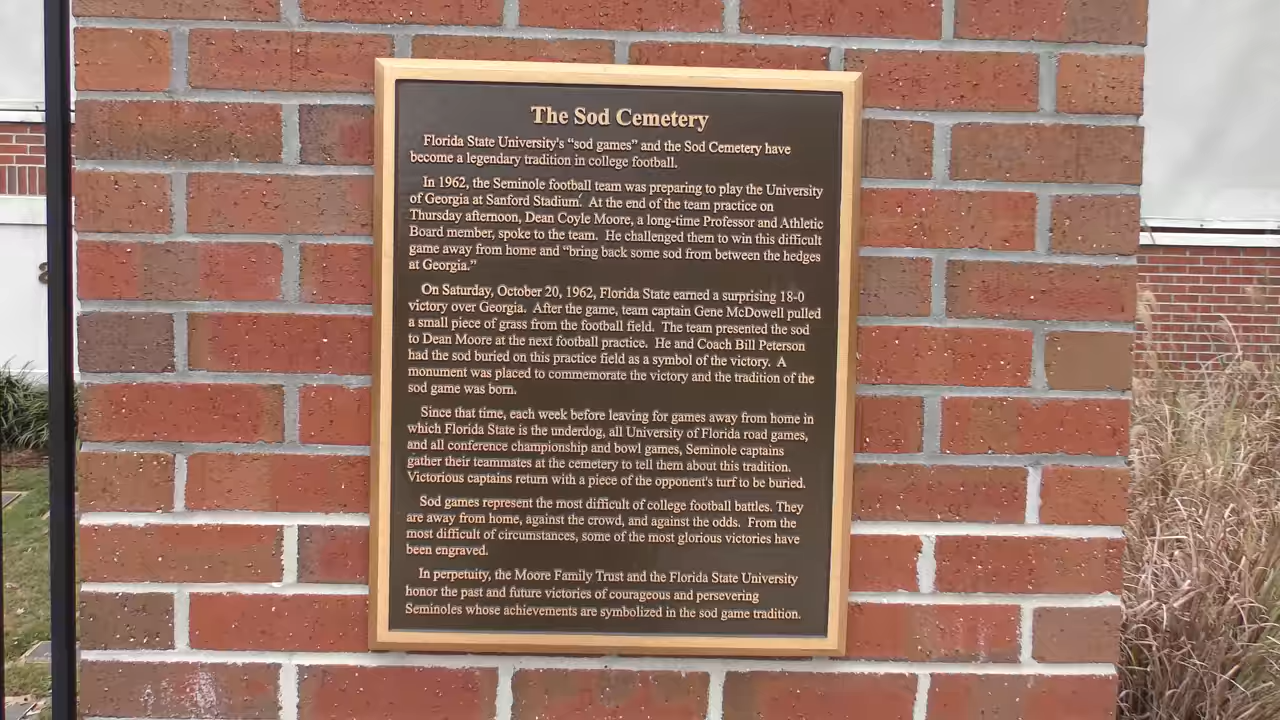 The Sod Cemetery
Florida State University's "sod games" and the Sod Cemetery have
become a legendary tradition in college football.
In 1962, the Seminole football team was preparing to play the University
of Georgia at Sanford Stadium. At the end of the team practice on
Thursday afternoon, Dean Coyle Moore, a long-time Professor and Athletic
Board member, spoke to the team. He challenged them to win this difficult
game away from home and "bring back some sod from between the hedges
at Georgia."
On Saturday, October 20, 1962, Florida State earned a surprising 18-0
victory over Georgia. After the game, team captain Gene McDowell pulled
a small piece of grass from the football field. The team presented the sod
to Dean Moore at the next football practice. He and Coach Bill Peterson
had the sod buried on this practice field as a symbol of the victory. A
monument was placed to commemorate the victory and the tradition of the
sod game was born.
Since that time, each week before leaving for games away from home in
which Florida State is the underdog, all University of Florida road games,
and all conference championship and bowl games, Seminole captains
gather their teammates at the cemetery to tell them about this tradition.
Victorious captains return with a piece of the opponent's turf to be buried.
Sod games represent the most difficult of college football battles. They
are away from home, against the crowd, and against the odds. From the
most difficult of circumstances, some of the most glorious victories have
been engraved.
In perpetuity, the Moore Family Trust and the Florida State University
honor the past and future victories of courageous and persevering
Seminoles whose achievements are symbolized in the sod game tradition.